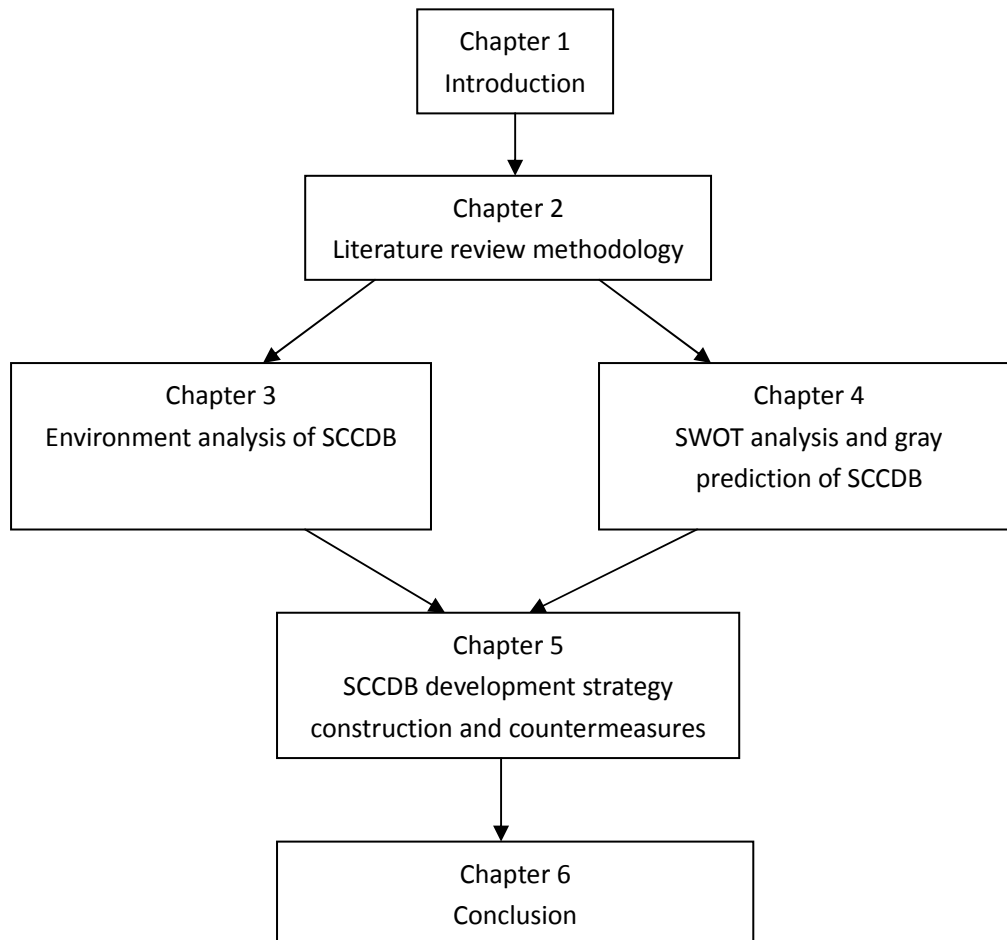 Chapter 1
Introduction
Chapter 2
Literature review methodology
Chapter 3
Environment analysis of SCCDB
Chapter 4
SWOT analysis and gray
prediction of SCCDB
Chapter 5
SCCDB development strategy
construction and countermeasures
Chapter 6
Conclusion